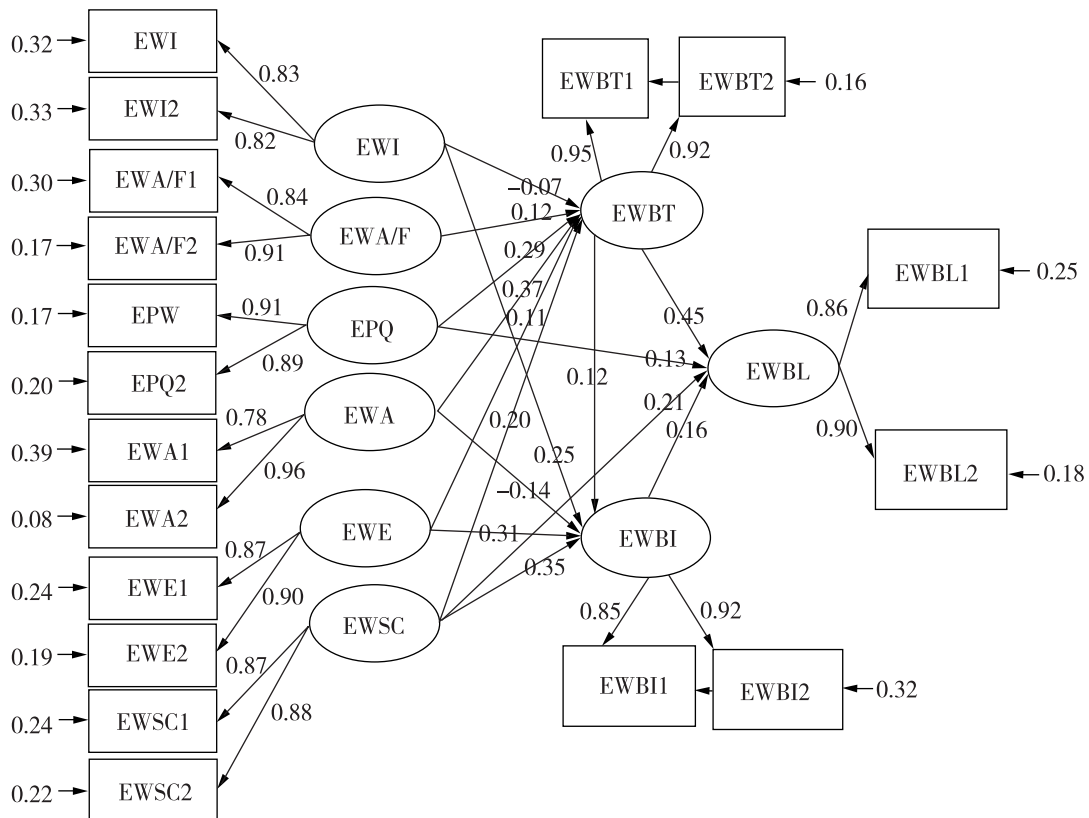 0.32
EWI
0.83
0.33
EWI2
0.82
EWI
0.30
EWA/F1
0.84
EWA/F
0.17
EWA/F2
0.91
0.17
EPW
0.91
EPQ
0.20
EPQ2
0.89
0.39
EWA1
0.78
EWA
0.08
EWA2
0.96
0.24
EWE1
0.87
EWE
0.19
EWE2
0.90
0.24
EWSC1
0.87
EWSC
0.22
EWSC2
0.88
EWBT1
EWBT2
0.16
0.95
0.92
−0.07
0.12
EWBT
0.29
0.37
0.11
0.45
0.13
0.12
0.21
0.20
0.16
0.25
−0.14
0.31
0.35
EWBL
0.86
EWBL1
0.25
0.90
EWBL2
0.18
EWBI
0.85
0.92
EWBI1
EWBI2
0.32